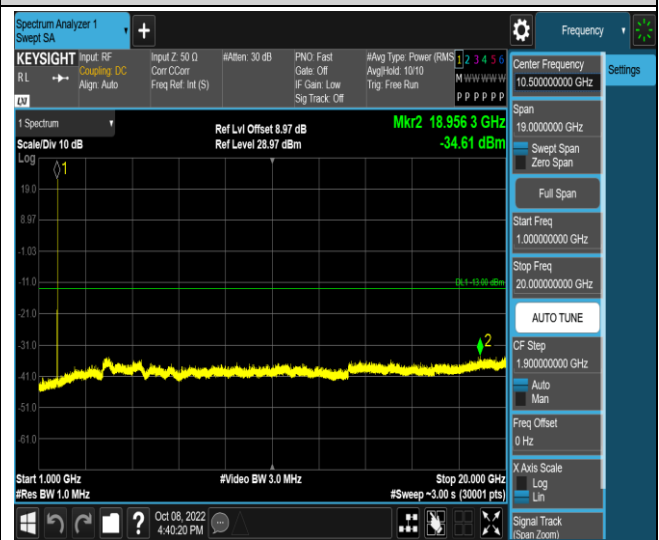 Spectrum Analyzer 1
Swept SA
Frequency
KEYSIGHT
RL
LXI
Input: RF
Coupling: DC
Align: Auto
Input Z: 50 Ω
Corr CCorr
Freq Ref: Int (S)
#Atten: 30 dB
PNO: Fast
Gate: Off
IF Gain: Low
Sig Track: Off
#Avg Type: Power (RMS
Avg|Hold: 10/10
Trig: Free Run
1 2 3 4 5 6
M W W W W W
P P P P P P
Center Frequency
10.500000000 GHz
Settings
Span
19.0000000 GHz
Swept Span
Zero Span
Full Span
Start Freq
1.000000000 GHz
Stop Freq
20.000000000 GHz
AUTO TUNE
CF Step
1.900000000 GHz
Auto
Man
Freq Offset
0 Hz
X Axis Scale
Log
Lin
Signal Track
(Span Zoom)
1 Spectrum
Scale/Div 10 dB
Ref Lvl Offset 8.97 dB
Ref Level 28.97 dBm
Mkr2 18.956 3 GHz
-34.61 dBm
Log
1
19.0
8.97
-1.03
-11.0
DL1 -13.00 dBm
-21.0
-31.0
2
-41.0
-51.0
-61.0
Start 1.000 GHz
#Video BW 3.0 MHz
Stop 20.000 GHz
#Res BW 1.0 MHz
#Sweep ~3.00 s (30001 pts)
?
Oct 08, 2022
4:40:20 PM